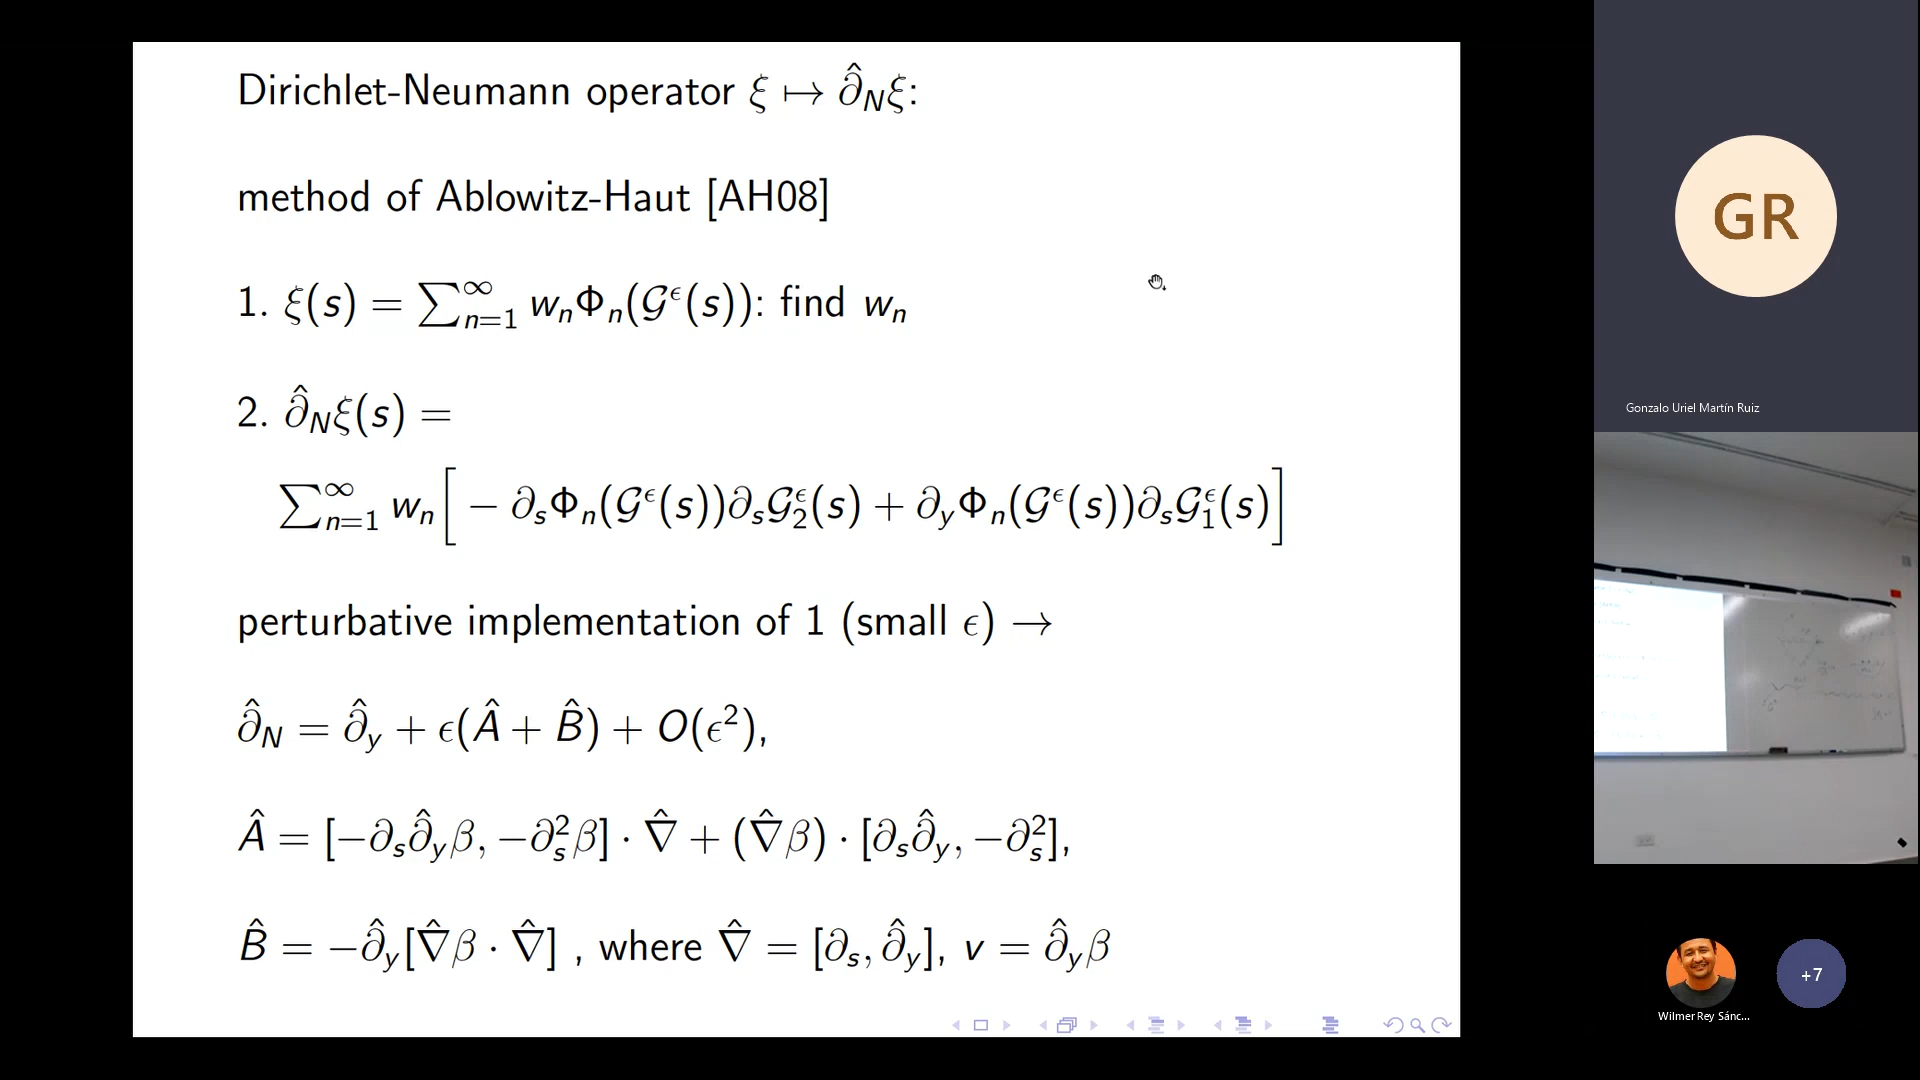 Dirichlet-Neumann operator ξ ↦ ∂̂_N ξ:
method of Ablowitz-Haut [AH08]
1. ξ(s) = ∑_{n=1}^{∞} w_n Φ_n(𝒢^ϵ(s)): find w_n
2. ∂̂_N ξ(s) =
∑_{n=1}^{∞} w_n [ − ∂_s Φ_n(𝒢^ϵ(s))∂_s 𝒢_2^ϵ(s) + ∂_y Φ_n(𝒢^ϵ(s))∂_s 𝒢_1^ϵ(s) ]
perturbative implementation of 1 (small ϵ) →
∂̂_N = ∂̂_y + ϵ(Â + B̂) + O(ϵ²),
Â = [−∂_s ∂̂_y β, −∂_s² β] · ∇̂ + (∇̂β) · [∂_s ∂̂_y, −∂_s²],
B̂ = −∂̂_y[∇̂β · ∇̂] , where ∇̂ = [∂_s, ∂̂_y], v = ∂̂_y β
GR
Gonzalo Uriel Martín Ruiz
+7
Wilmer Rey Sánc...